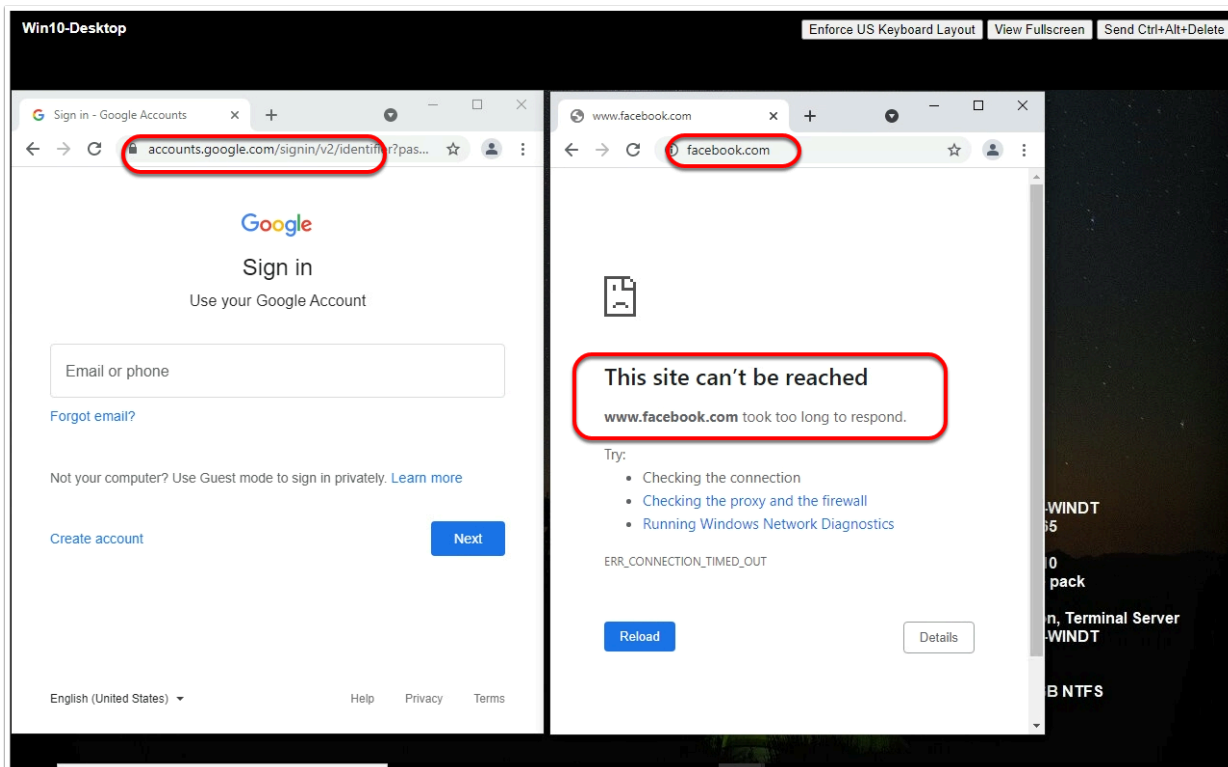 Win10-Desktop
Enforce US Keyboard Layout
View Fullscreen
Send Ctrl+Alt+Delete
Sign in - Google Accounts
accounts.google.com/signin/v2/identifier?pas...
Google
Sign in
Use your Google Account
Email or phone
Forgot email?
Not your computer? Use Guest mode to sign in privately. Learn more
Create account
Next
English (United States)
Help
Privacy
Terms
www.facebook.com
facebook.com
This site can't be reached
www.facebook.com took too long to respond.
Try:
• Checking the connection
• Checking the proxy and the firewall
• Running Windows Network Diagnostics
ERR_CONNECTION_TIMED_OUT
Reload
Details
-WINDT
10
pack
n, Terminal Server
-WINDT
B NTFS